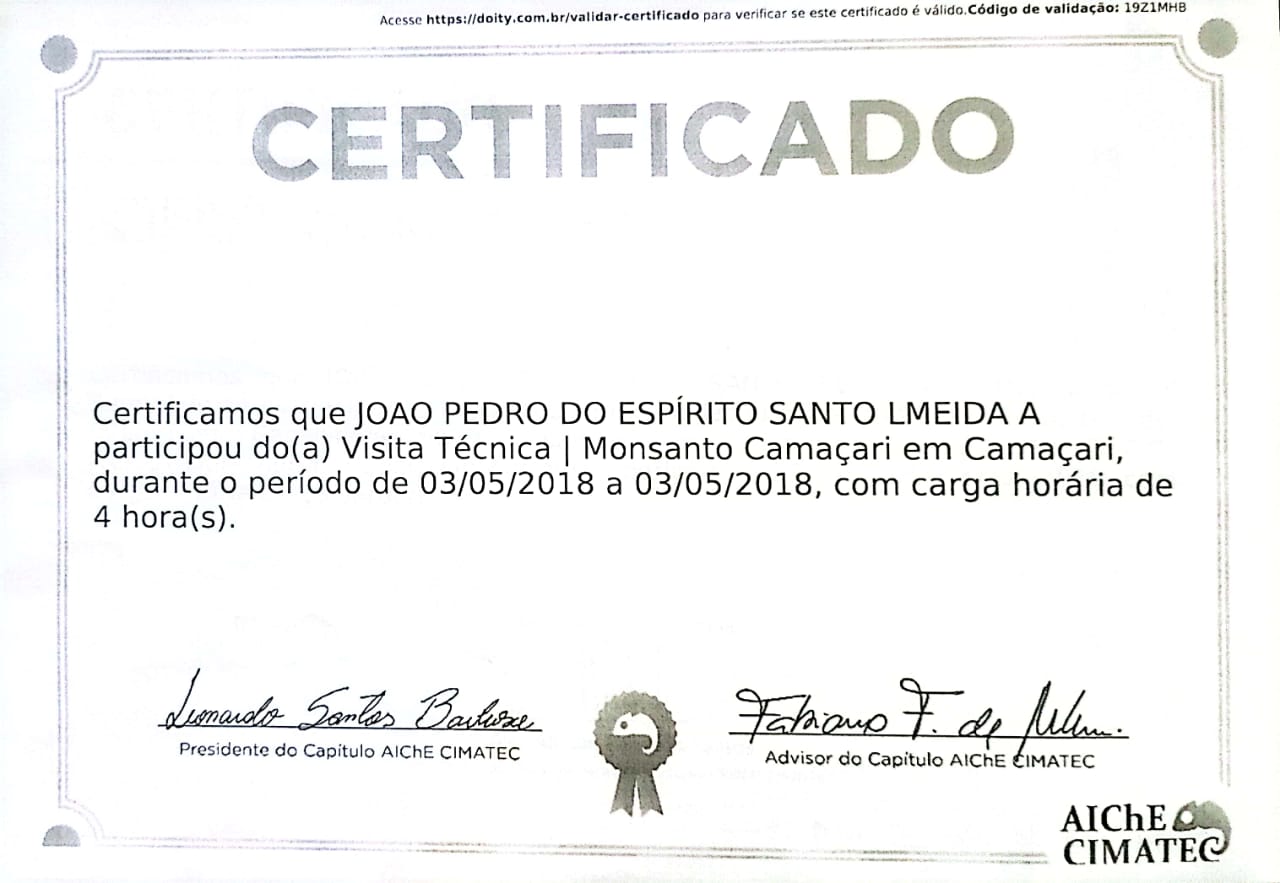 Acesse https://doity.com.br/validar-certificado para verificar se este certificado é válido.Código de validação: 19Z1MHB
CERTIFICADO
Certificamos que JOAO PEDRO DO ESPÍRITO SANTO LMEIDA A
participou do(a) Visita Técnica | Monsanto Camaçari em Camaçari,
durante o período de 03/05/2018 a 03/05/2018, com carga horária de
4 hora(s).
Leonardo Santos
Fabiano F. de
Presidente do Capítulo AIChE CIMATEC
Advisor do Capítulo AIChE CIMATEC
AIChE
CIMATEC